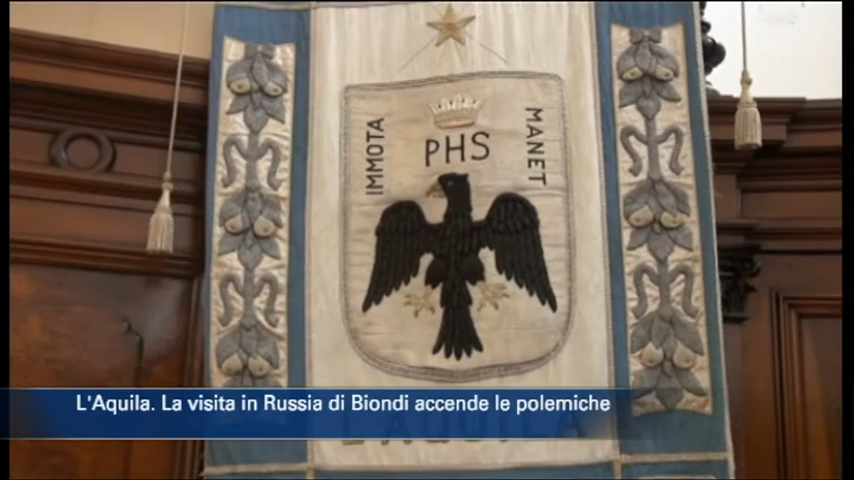 IMMOTA
PHS
MANET
L'Aquila. La visita in Russia di Biondi accende le polemiche